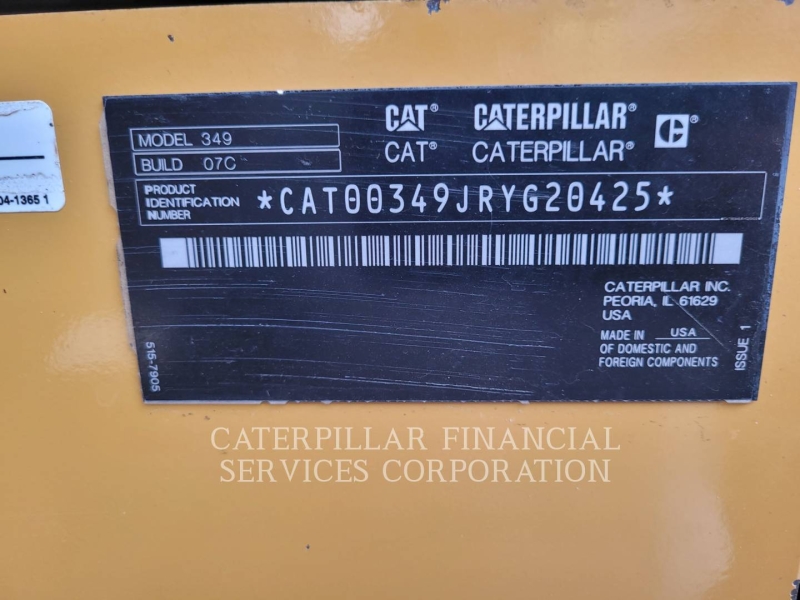 CAT® CATERPILLAR® C®
CAT® CATERPILLAR®
MODEL 349
BUILD 07C
PRODUCT
IDENTIFICATION
NUMBER
*CAT00349JRYG20425*
04-1365 1
CATERPILLAR INC.
PEORIA, IL 61629
USA
MADE IN USA
OF DOMESTIC AND
FOREIGN COMPONENTS
ISSUE 1
515-7905
CATERPILLAR FINANCIAL
SERVICES CORPORATION